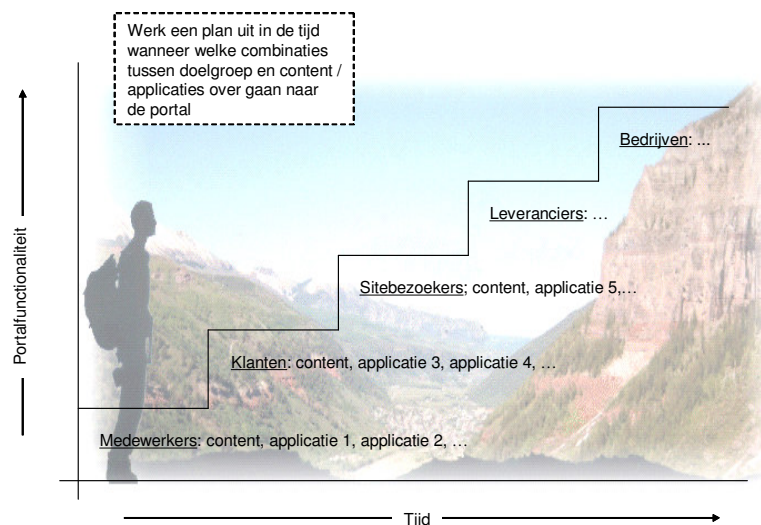 Werk een plan uit in de tijd
wanneer welke combinaties
tussen doelgroep en content /
applicaties over gaan naar
de portal
Bedrijven: ...
Leveranciers: ...
Sitebezoekers; content, applicatie 5,...
Klanten: content, applicatie 3, applicatie 4, ...
Medewerkers: content, applicatie 1, applicatie 2, ...
Portalfunctionaliteit
Tijd